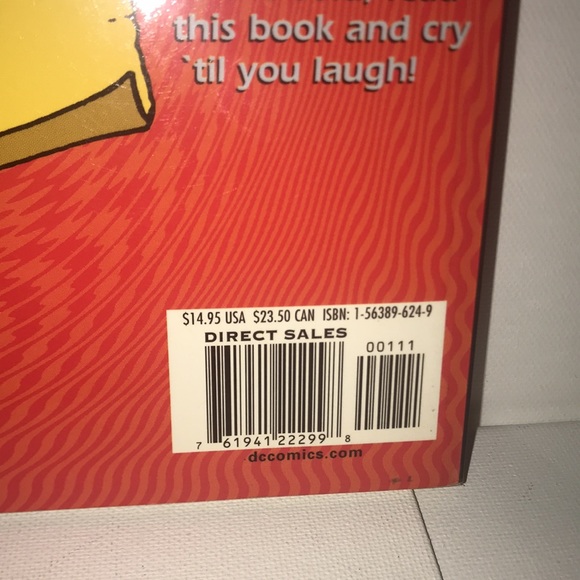 this book and cry
`til you laugh!
$14.95 USA $23.50 CAN ISBN: 1-56389-624-9
DIRECT SALES
00111
7 61941 22299 8
dccomics.com